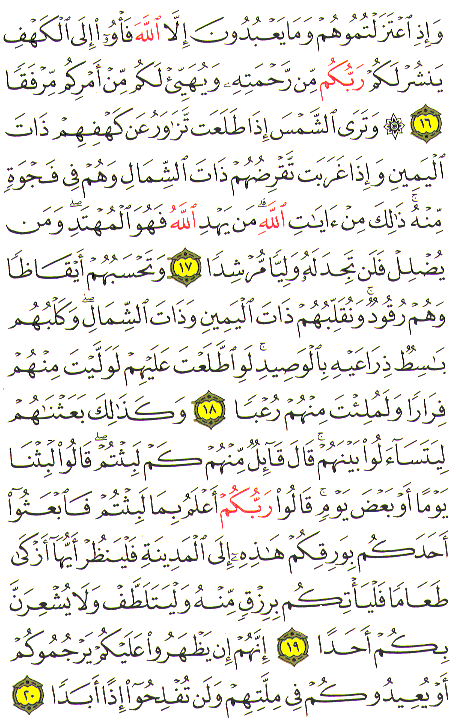 وَإِذِ ٱعْتَزَلْتُمُوهُمْ وَمَا يَعْبُدُونَ إِلَّا ٱللَّهَ فَأْوُۥٓا۟ إِلَى ٱلْكَهْفِ
يَنشُرْ لَكُمْ رَبُّكُم مِّن رَّحْمَتِهِۦ وَيُهَيِّئْ لَكُم مِّنْ أَمْرِكُم مِّرْفَقًا
١٦ ۞ وَتَرَى ٱلشَّمْسَ إِذَا طَلَعَت تَّزَٰوَرُ عَن كَهْفِهِمْ ذَاتَ
ٱلْيَمِينِ وَإِذَا غَرَبَت تَّقْرِضُهُمْ ذَاتَ ٱلشِّمَالِ وَهُمْ فِى فَجْوَةٍ
مِّنْهُ ۚ ذَٰلِكَ مِنْ ءَايَٰتِ ٱللَّهِ ۗ مَن يَهْدِ ٱللَّهُ فَهُوَ ٱلْمُهْتَدِ ۖ وَمَن
يُضْلِلْ فَلَن تَجِدَ لَهُۥ وَلِيًّا مُّرْشِدًا ١٧ وَتَحْسَبُهُمْ أَيْقَاظًا
وَهُمْ رُقُودٌ ۚ وَنُقَلِّبُهُمْ ذَاتَ ٱلْيَمِينِ وَذَاتَ ٱلشِّمَالِ ۖ وَكَلْبُهُم
بَٰسِطٌ ذِرَاعَيْهِ بِٱلْوَصِيدِ ۚ لَوِ ٱطَّلَعْتَ عَلَيْهِمْ لَوَلَّيْتَ مِنْهُمْ
فِرَارًا وَلَمُلِئْتَ مِنْهُمْ رُعْبًا ١٨ وَكَذَٰلِكَ بَعَثْنَٰهُمْ
لِيَتَسَآءَلُوا۟ بَيْنَهُمْ ۚ قَالَ قَآئِلٌ مِّنْهُمْ كَمْ لَبِثْتُمْ ۖ قَالُوا۟ لَبِثْنَا
يَوْمًا أَوْ بَعْضَ يَوْمٍ ۚ قَالُوا۟ رَبُّكُمْ أَعْلَمُ بِمَا لَبِثْتُمْ فَٱبْعَثُوٓا۟
أَحَدَكُم بِوَرِقِكُمْ هَٰذِهِۦٓ إِلَى ٱلْمَدِينَةِ فَلْيَنظُرْ أَيُّهَآ أَزْكَىٰ
طَعَامًا فَلْيَأْتِكُم بِرِزْقٍ مِّنْهُ وَلْيَتَلَطَّفْ وَلَا يُشْعِرَنَّ
بِكُمْ أَحَدًا ١٩ إِنَّهُمْ إِن يَظْهَرُوا۟ عَلَيْكُمْ يَرْجُمُوكُمْ
أَوْ يُعِيدُوكُمْ فِى مِلَّتِهِمْ وَلَن تُفْلِحُوٓا۟ إِذًا أَبَدًا ٢٠